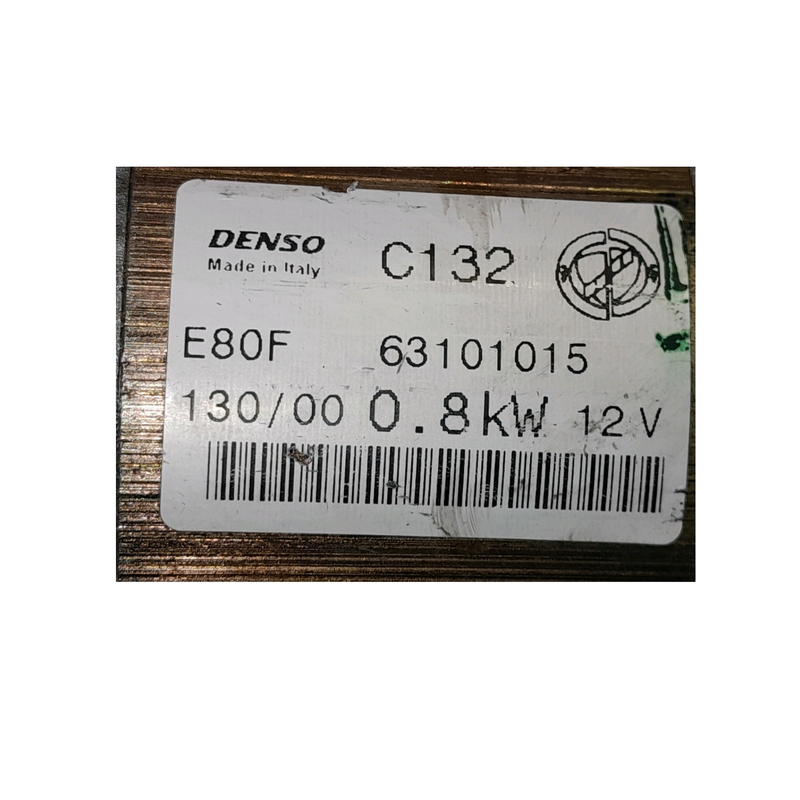 DENSO
Made in Italy
C132
E80F 63101015
130/00 0.8kW 12V